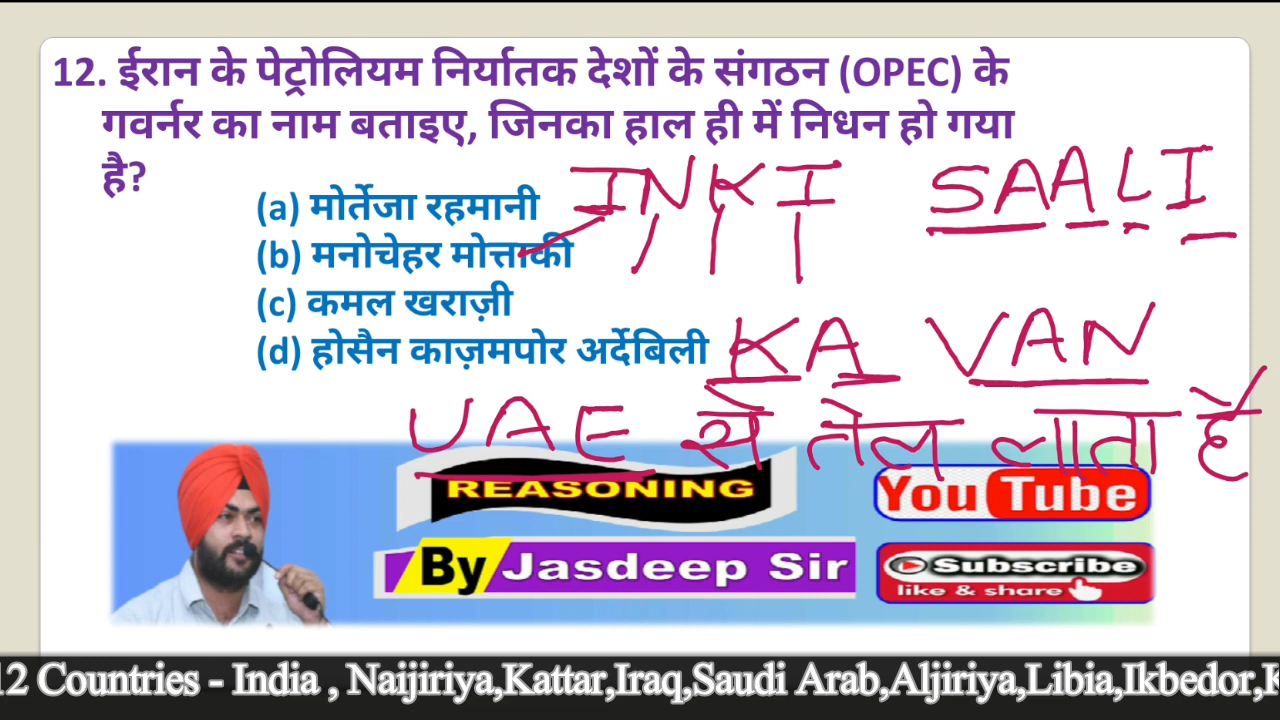 12. ईरान के पेट्रोलियम निर्यातक देशों के संगठन (OPEC) के
गवर्नर का नाम बताइए, जिनका हाल ही में निधन हो गया
है?
INKI SAALI
(a) मोर्तेजा रहमानी
(b) मनोचेहर मोत्ताकी
(c) कमल खराज़ी
(d) होसैन काज़मपोर अर्देबिली
KA VAN
UAE से तेल लाता है
REASONING
By Jasdeep Sir
You Tube
Subscribe
like & share
12 Countries - India , Naijiriya,Kattar,Iraq,Saudi Arab,Aljiriya,Libia,Ikbedor,K